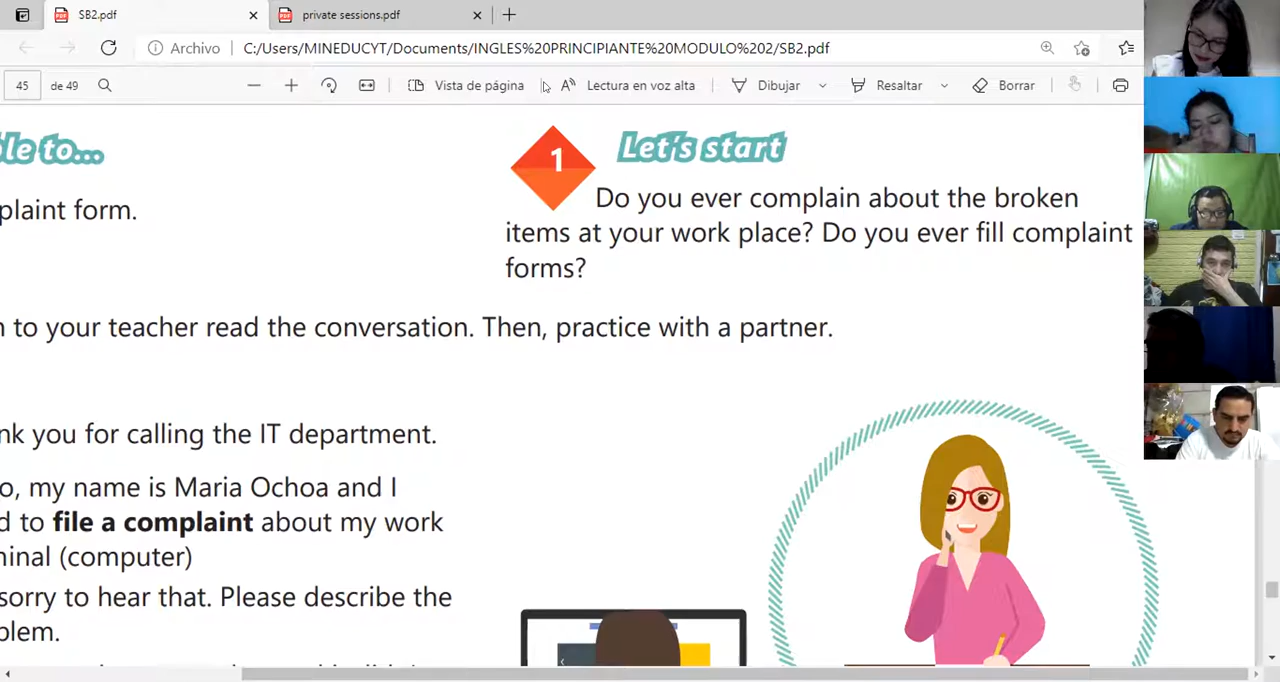 SB2.pdf
private sessions.pdf
Archivo
C:/Users/MINEDUCYT/Documents/INGLES%20PRINCIPIANTE%20MODULO%202/SB2.pdf
45 de 49
Vista de página
Lectura en voz alta
Dibujar
Resaltar
Borrar
le to...
1 Let's start
plaint form.
Do you ever complain about the broken
items at your work place? Do you ever fill complaint
forms?
n to your teacher read the conversation. Then, practice with a partner.
nk you for calling the IT department.
o, my name is Maria Ochoa and I
d to file a complaint about my work
minal (computer)
sorry to hear that. Please describe the
blem.